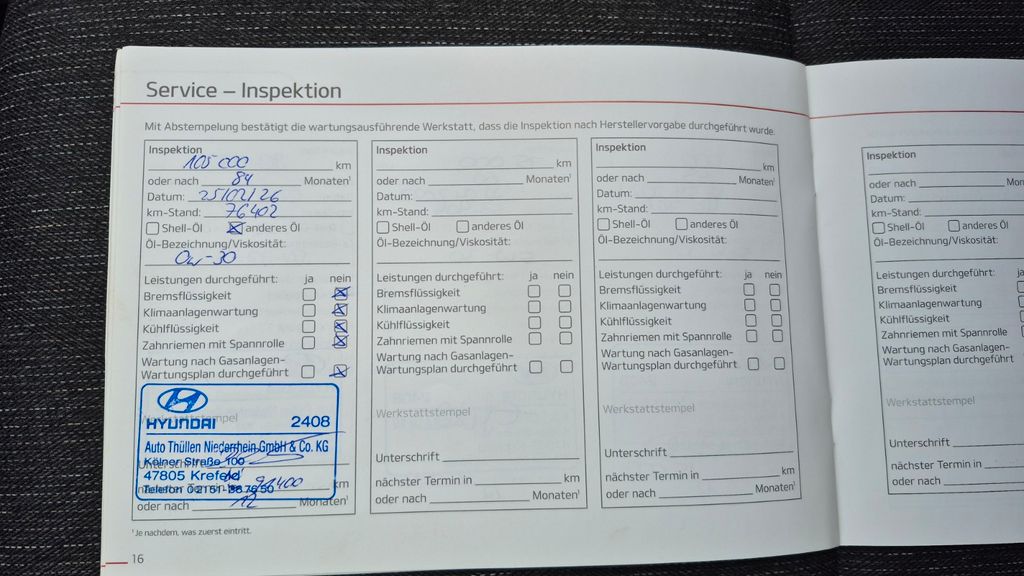 Service – Inspektion
Mit Abstempelung bestätigt die wartungsausführende Werkstatt, dass die Inspektion nach Herstellervorgabe durchgeführt wurde.
Inspektion
105 000 km
oder nach 84 Monaten¹
Datum: 25/02/26
km-Stand: 76402
Shell-Öl anderes Öl
Öl-Bezeichnung/Viskosität:
0w-30
Leistungen durchgeführt: ja nein
Bremsflüssigkeit
Klimaanlagenwartung
Kühlflüssigkeit
Zahnriemen mit Spannrolle
Wartung nach Gasanlagen-
Wartungsplan durchgeführt
Werkstattstempel
HYUNDAI 2408
Auto Thüllen Niederrhein GmbH & Co. KG
Kölner Straße 100
47805 Krefeld
Telefon 0 21 51-
91400
oder nach 12 Monaten¹
Inspektion
km
oder nach Monaten¹
Datum:
km-Stand:
Shell-Öl anderes Öl
Öl-Bezeichnung/Viskosität:
Leistungen durchgeführt: ja nein
Bremsflüssigkeit
Klimaanlagenwartung
Kühlflüssigkeit
Zahnriemen mit Spannrolle
Wartung nach Gasanlagen-
Wartungsplan durchgeführt
Werkstattstempel
Unterschrift
nächster Termin in km
oder nach Monaten¹
Inspektion
km
oder nach Monaten¹
Datum:
km-Stand:
Shell-Öl anderes Öl
Öl-Bezeichnung/Viskosität:
Leistungen durchgeführt: ja nein
Bremsflüssigkeit
Klimaanlagenwartung
Kühlflüssigkeit
Zahnriemen mit Spannrolle
Wartung nach Gasanlagen-
Wartungsplan durchgeführt
Werkstattstempel
Unterschrift
nächster Termin in km
oder nach Monaten¹
¹ Je nachdem, was zuerst eintritt.
16
Inspektion
oder nach Mon
Datum:
km-Stand:
Shell-Öl anderes Öl
Öl-Bezeichnung/Viskosität:
Leistungen durchgeführt: ja
Bremsflüssigkeit
Klimaanlagenwartung
Kühlflüssigkeit
Zahnriemen mit Spannrolle
Wartung nach Gasanlagen-
Wartungsplan durchgeführt
Werkstattstempel
Unterschrift
nächster Termin in
oder nach